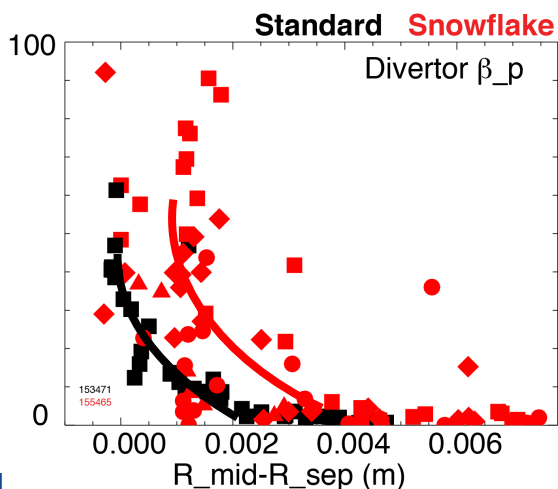 Standard Snowflake
100
Divertor β_p
153471
155465
0
0.000 0.002 0.004 0.006
R_mid-R_sep (m)